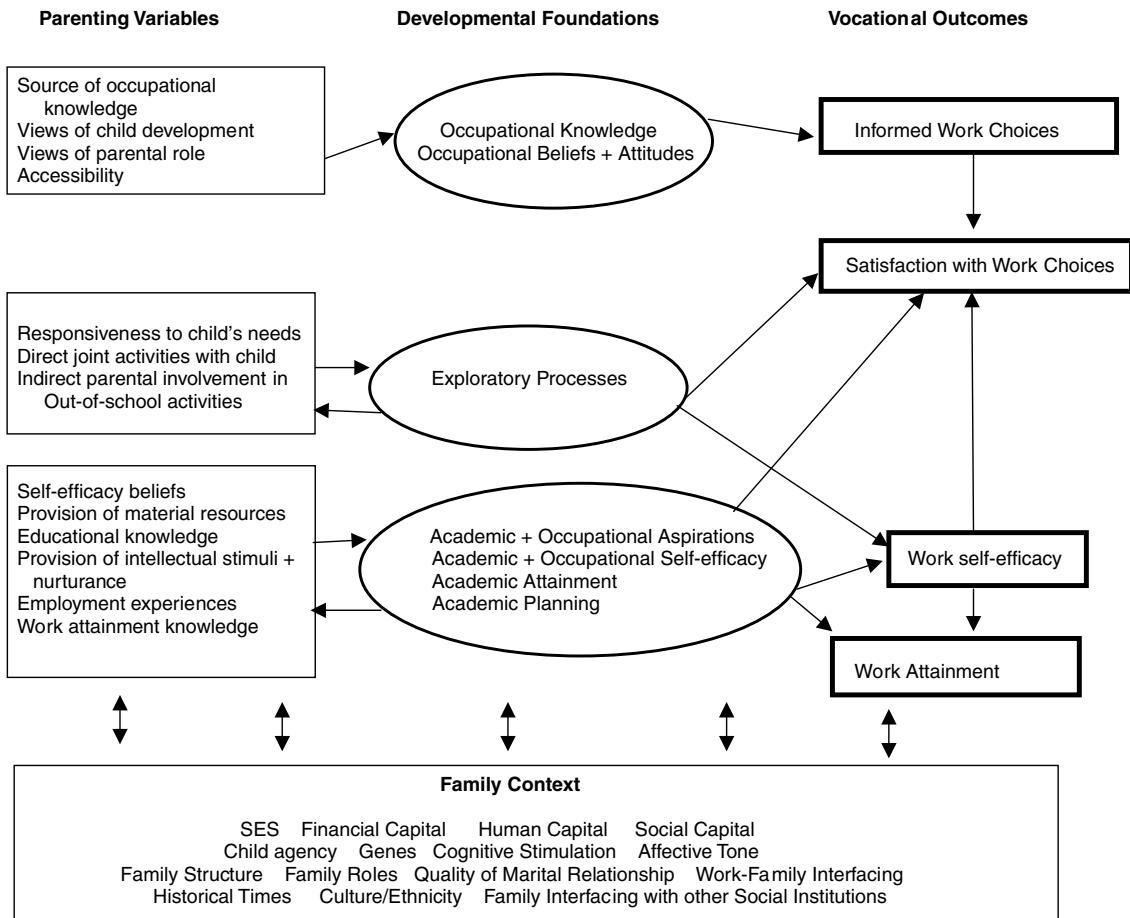 Parenting Variables
Developmental Foundations
Vocational Outcomes
Source of occupational
knowledge
Views of child development
Views of parental role
Accessibility
Occupational Knowledge
Occupational Beliefs + Attitudes
Informed Work Choices
Satisfaction with Work Choices
Responsiveness to child's needs
Direct joint activities with child
Indirect parental involvement in
Out-of-school activities
Exploratory Processes
Self-efficacy beliefs
Provision of material resources
Educational knowledge
Provision of intellectual stimuli +
nurturance
Employment experiences
Work attainment knowledge
Academic + Occupational Aspirations
Academic + Occupational Self-efficacy
Academic Attainment
Academic Planning
Work self-efficacy
Work Attainment
Family Context
SES Financial Capital Human Capital Social Capital
Child agency Genes Cognitive Stimulation Affective Tone
Family Structure Family Roles Quality of Marital Relationship Work-Family Interfacing
Historical Times Culture/Ethnicity Family Interfacing with other Social Institutions